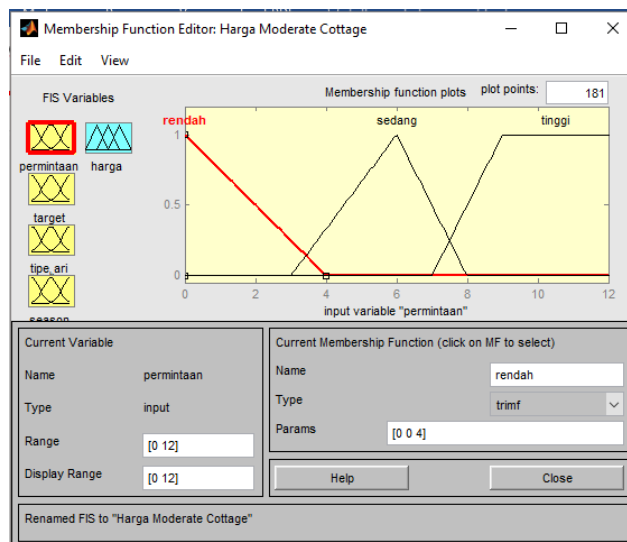 Membership Function Editor: Harga Moderate Cottage
File Edit View
FIS Variables
Membership function plots
plot points:
181
permintaan
harga
target
tipe_ari
season
rendah
sedang
tinggi
1
0.5
0
0 2 4 6 8 10 12
input variable "permintaan"
Current Variable
Name permintaan
Type input
Range [0 12]
Display Range [0 12]
Current Membership Function (click on MF to select)
Name rendah
Type trimf
Params [0 0 4]
Help Close
Renamed FIS to "Harga Moderate Cottage"